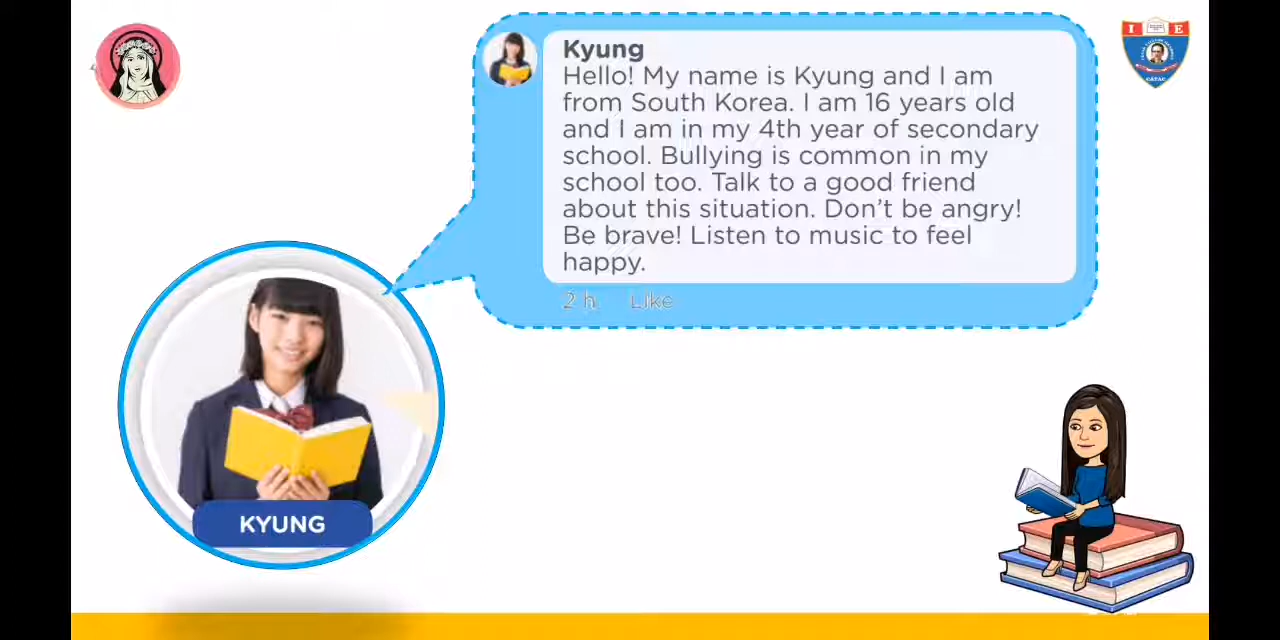 Kyung
Hello! My name is Kyung and I am
from South Korea. I am 16 years old
and I am in my 4th year of secondary
school. Bullying is common in my
school too. Talk to a good friend
about this situation. Don't be angry!
Be brave! Listen to music to feel
happy.
2 h Like
KYUNG
I E
CATAC